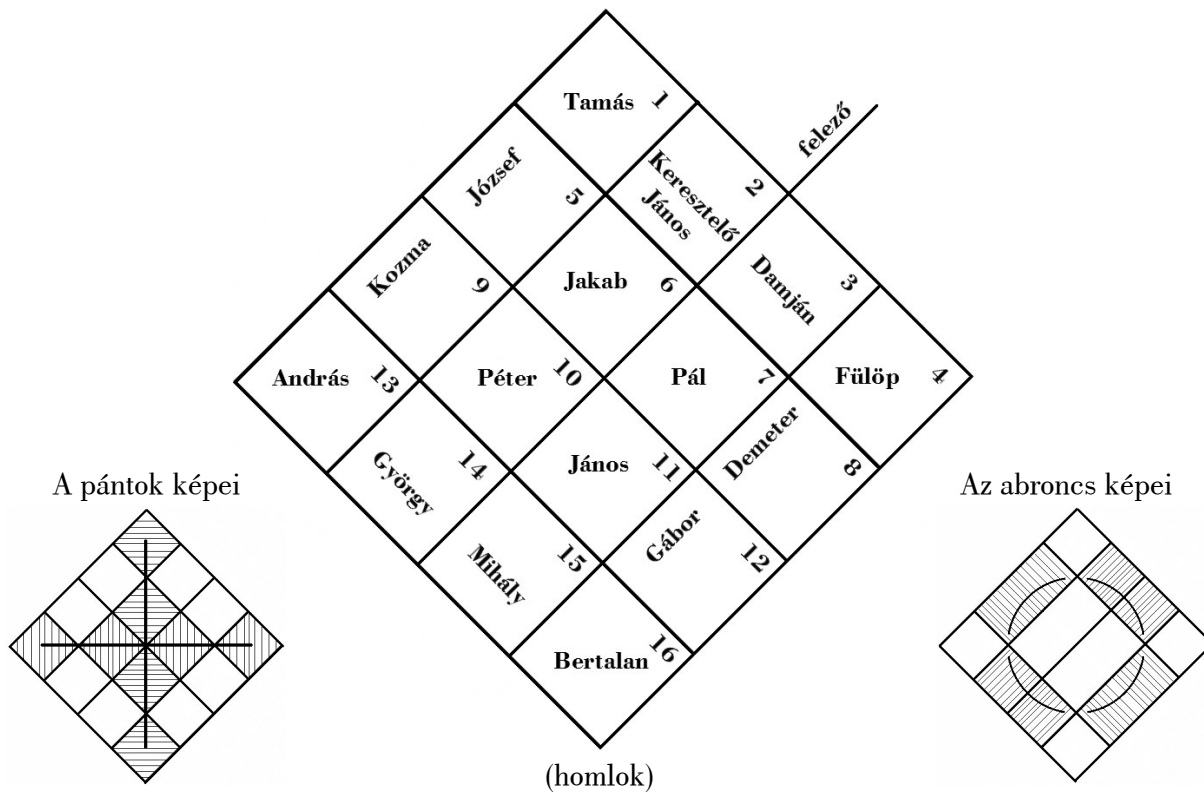 Tamás 1
felező
József 5
Keresztelő
János 2
Kozma 9
Jakab 6
Damján 3
András 13
Péter 10
Pál 7
Fülöp 4
György 14
János 11
Demeter 8
A pántok képei
Az abroncs képei
Mihály 15
Gábor 12
Bertalan 16
(homlok)